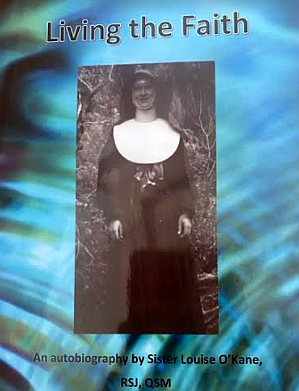 Living the Faith
An autobiography by Sister Louise O'Kane,
RSJ, QSM